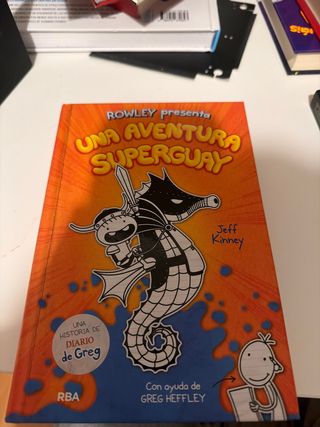 ROWLEY presenta
UNA AVENTURA
SUPERGUAY
Jeff
Kinney
UNA
HISTORIA DE
DIARIO
de Greg
Con ayuda de
GREG HEFFLEY
RBA